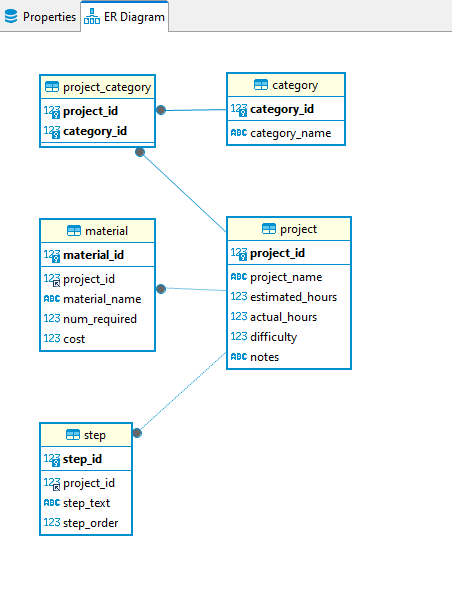 Properties
ER Diagram
project_category
123 project_id
123 category_id
category
123 category_id
ABC category_name
material
123 material_id
123 project_id
ABC material_name
123 num_required
123 cost
project
123 project_id
ABC project_name
123 estimated_hours
123 actual_hours
123 difficulty
ABC notes
step
123 step_id
123 project_id
ABC step_text
123 step_order